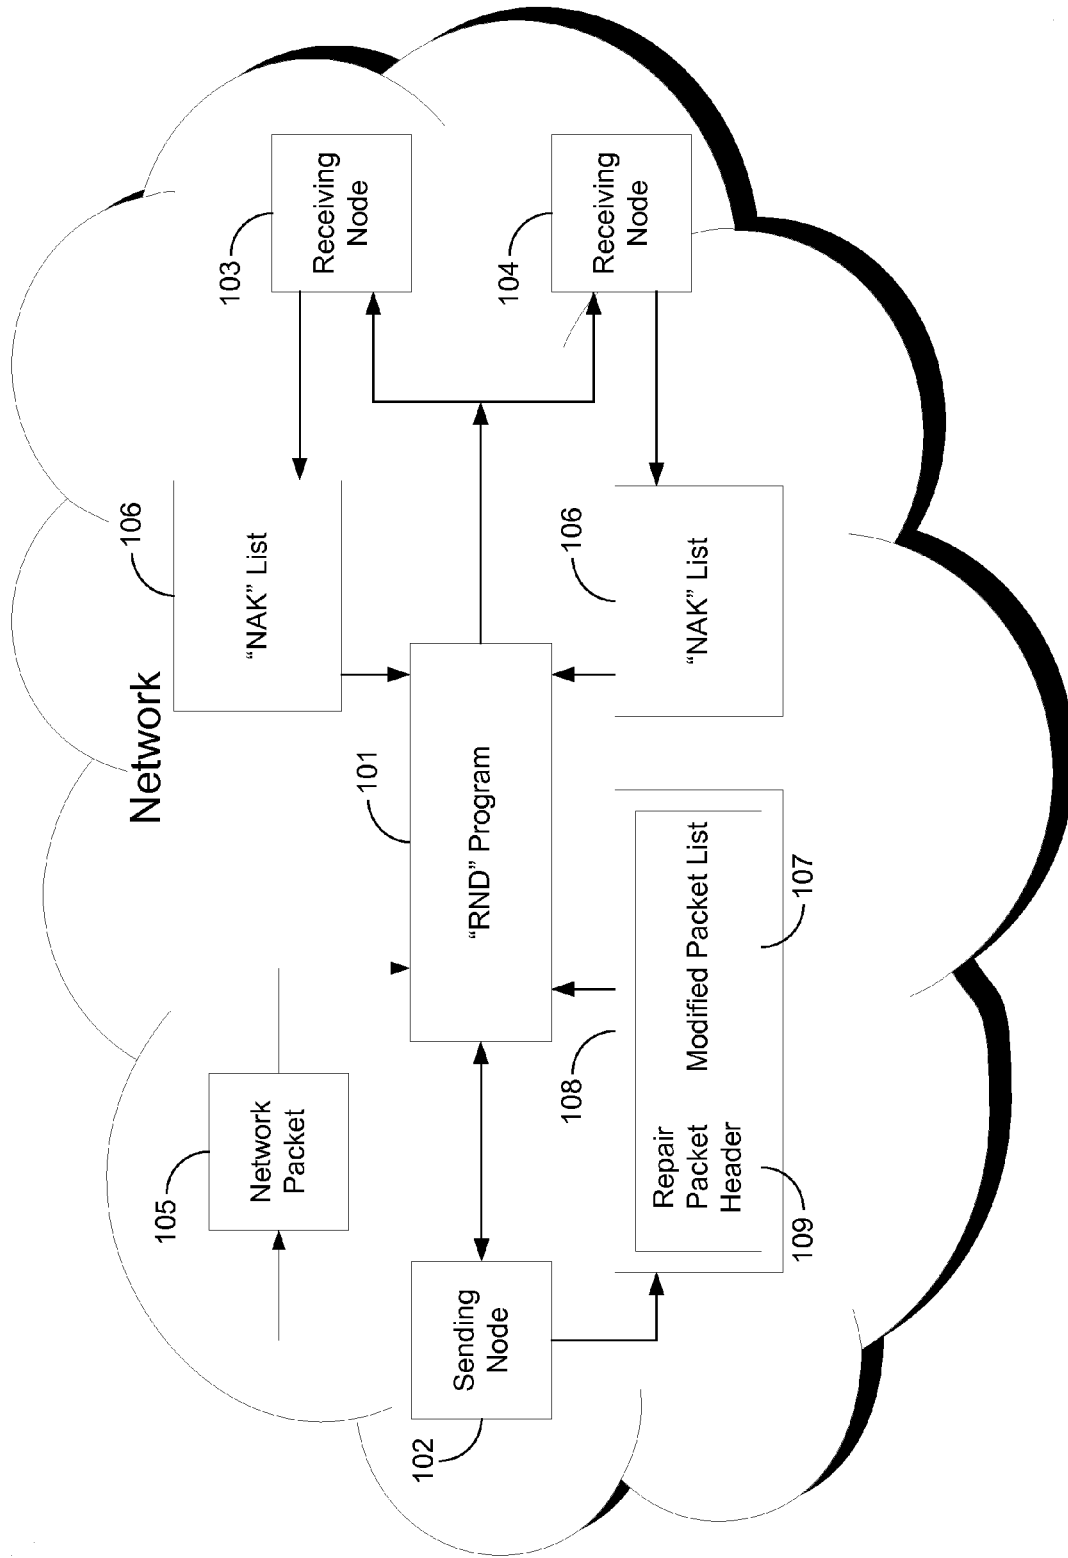 Network
105
Network
Packet
106
"NAK" List
103
Receiving
Node
102
Sending
Node
101
"RND" Program
104
Receiving
Node
108
106
"NAK" List
Repair
Packet
Header
Modified Packet List
109
107